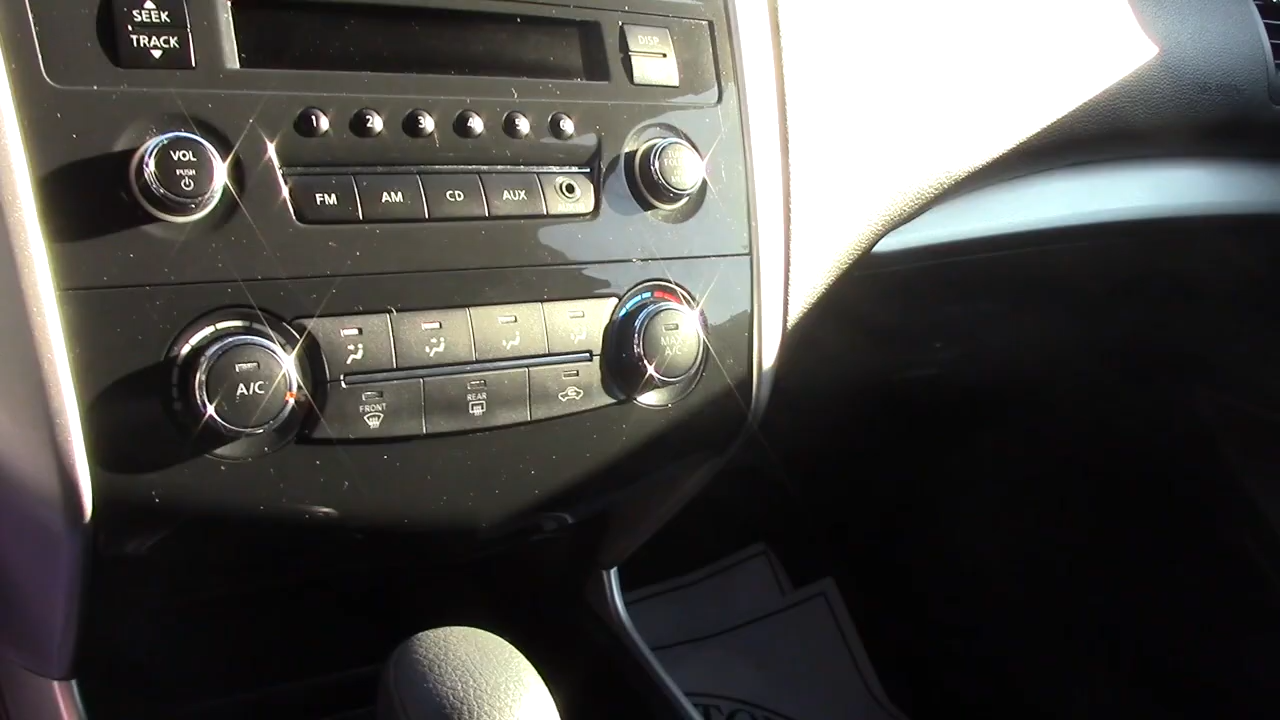 SEEK
TRACK
DISP
1 2 3 4 5 6
VOL
PUSH
FM AM CD AUX
A/C
MAX
A/C
FRONT
REAR